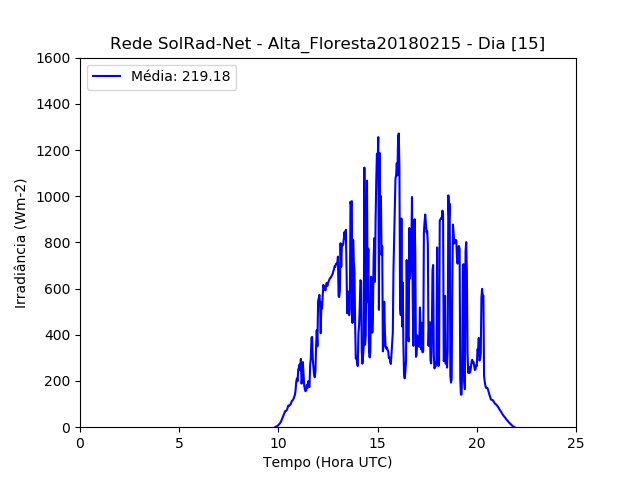 Rede SolRad-Net - Alta_Floresta20180215 - Dia [15]
Média: 219.18
Irradiância (Wm-2)
1600
1400
1200
1000
800
600
400
200
0
0 5 10 15 20 25
Tempo (Hora UTC)